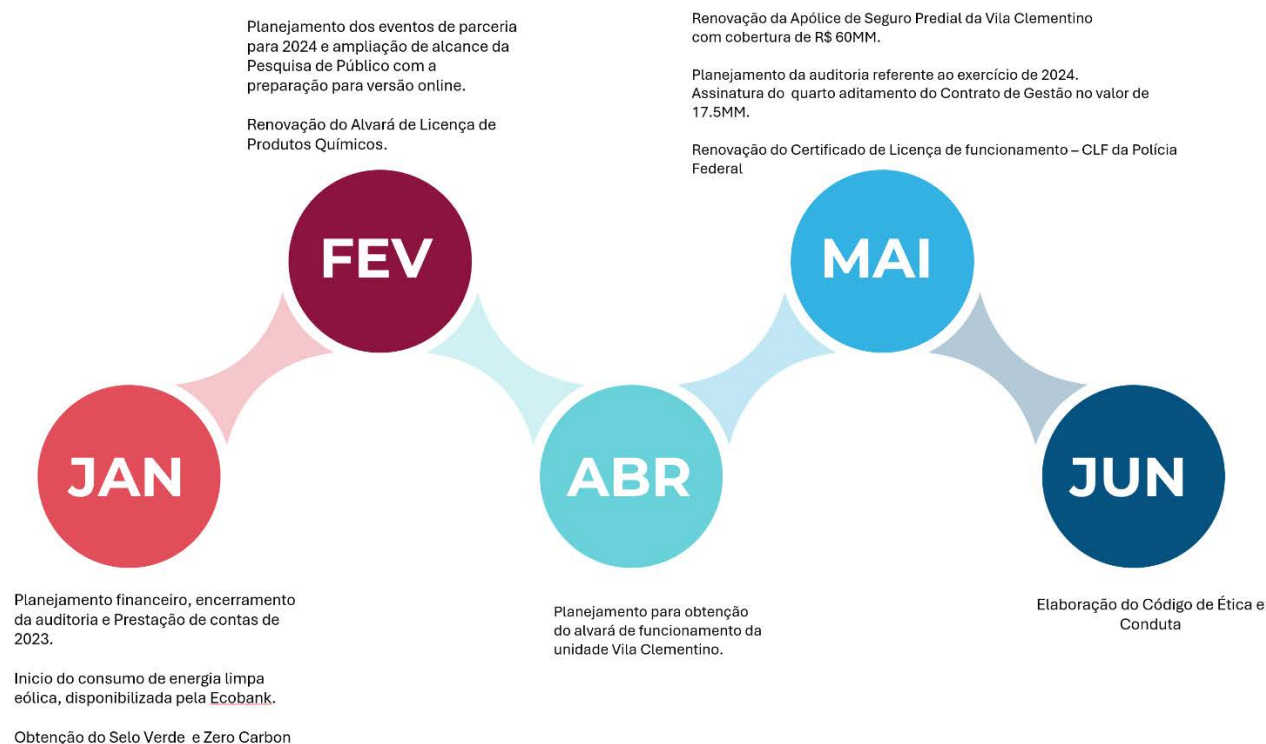 Planejamento dos eventos de parceria
para 2024 e ampliação de alcance da
Pesquisa de Público com a
preparação para versão online.
Renovação do Alvará de Licença de
Produtos Químicos.
Renovação da Apólice de Seguro Predial da Vila Clementino
com cobertura de R$ 60MM.
Planejamento da auditoria referente ao exercício de 2024.
Assinatura do quarto aditamento do Contrato de Gestão no valor de
17.5MM.
Renovação do Certificado de Licença de funcionamento – CLF da Polícia
Federal
FEV
MAI
JAN
ABR
JUN
Planejamento financeiro, encerramento
da auditoria e Prestação de contas de
2023.
Inicio do consumo de energia limpa
eólica, disponibilizada pela Ecobank.
Obtenção do Selo Verde e Zero Carbon
Planejamento para obtenção
do alvará de funcionamento da
unidade Vila Clementino.
Elaboração do Código de Ética e
Conduta